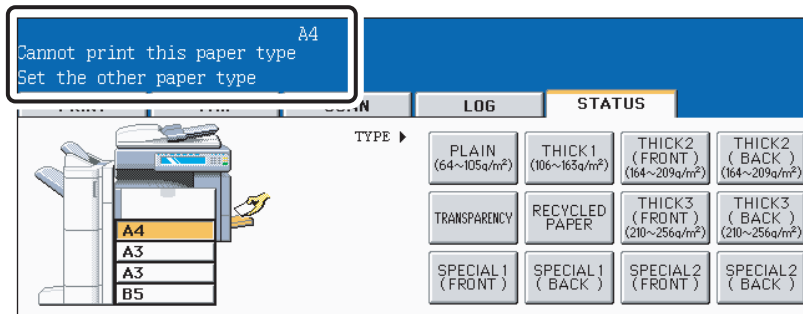 A4
Cannot print this paper type
Set the other paper type
LOG
STATUS
TYPE
PLAIN
(64~105g/m²)
THICK1
(106~163g/m²)
THICK2
(FRONT)
(164~209g/m²)
THICK2
( BACK )
(164~209g/m²)
TRANSPARENCY
RECYCLED
PAPER
THICK3
(FRONT)
(210~256g/m²)
THICK3
( BACK )
(210~256g/m²)
SPECIAL1
(FRONT)
SPECIAL1
( BACK )
SPECIAL2
(FRONT)
SPECIAL2
( BACK )
A4
A3
A3
B5